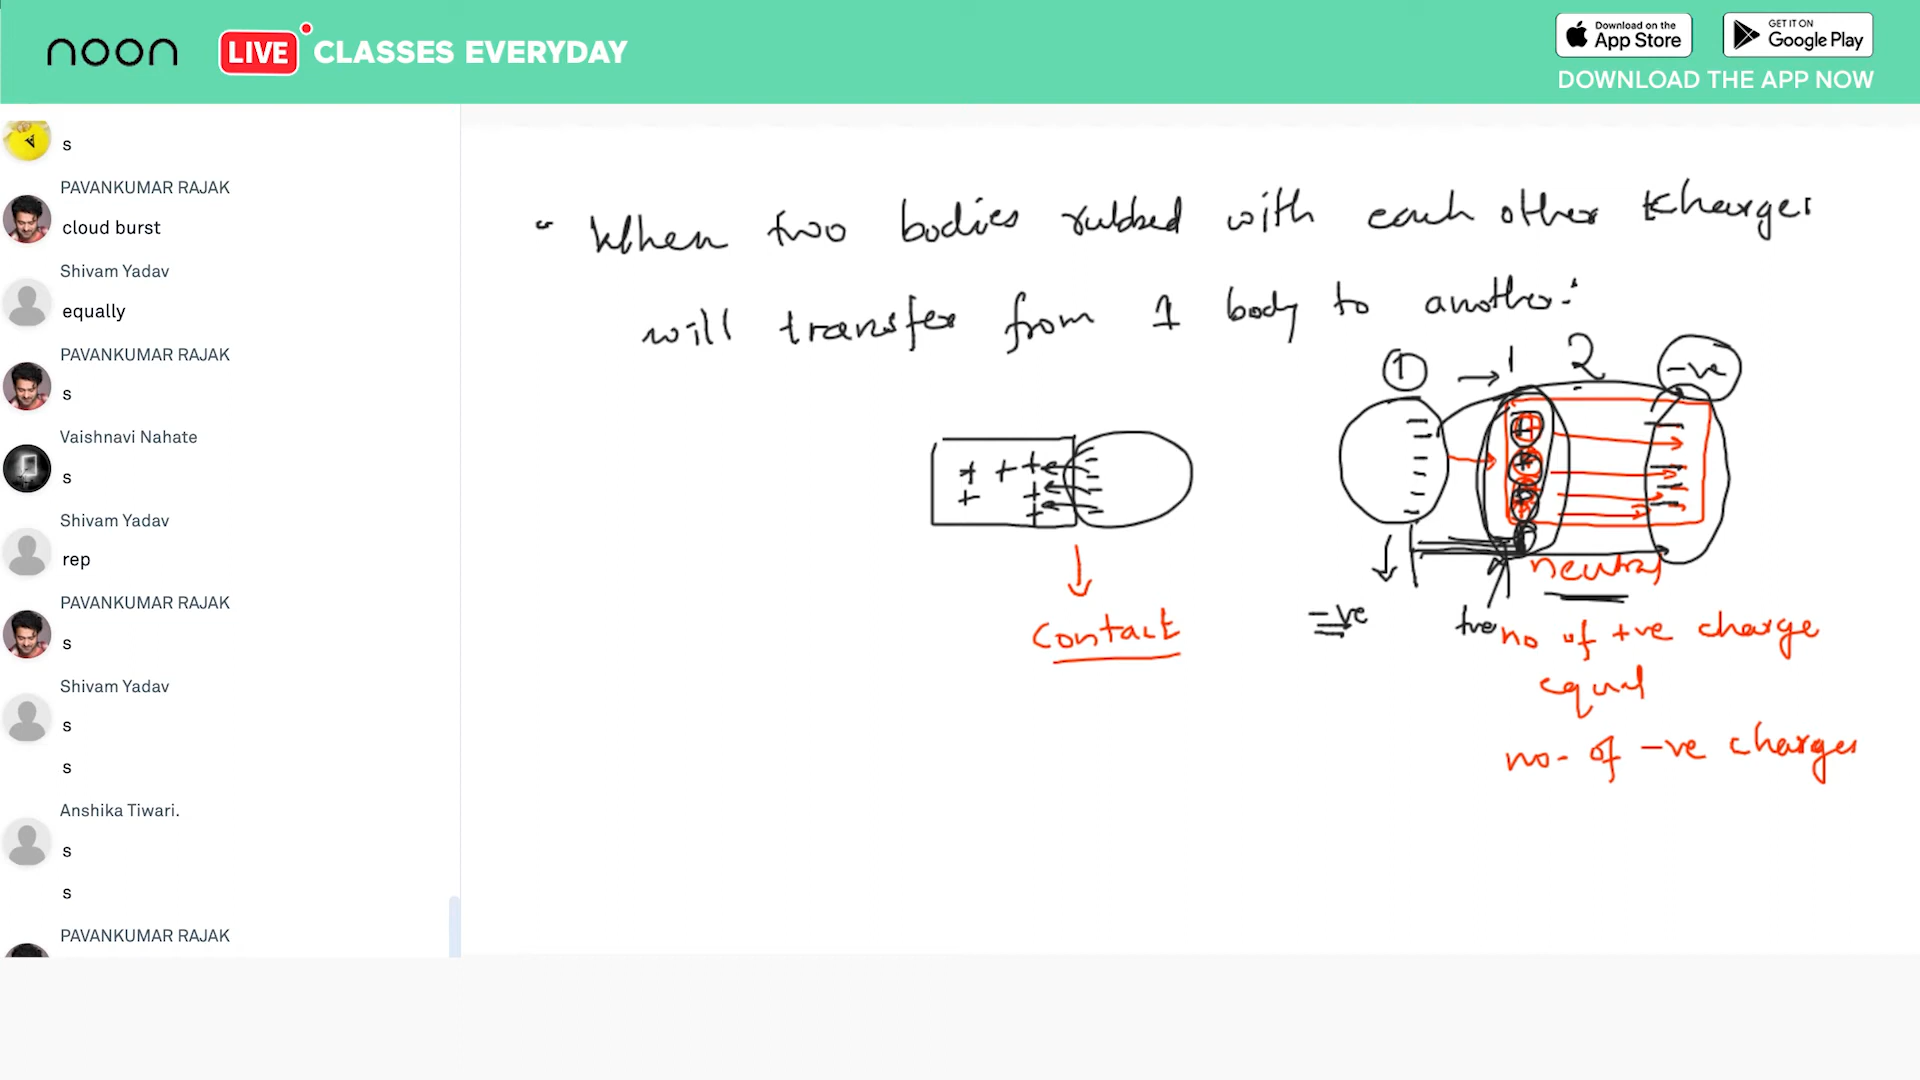 noon
LIVE CLASSES EVERYDAY
Download on the
App Store
GET IT ON
Google Play
DOWNLOAD THE APP NOW
s
PAVANKUMAR RAJAK
cloud burst
Shivam Yadav
equally
PAVANKUMAR RAJAK
s
Vaishnavi Nahate
s
Shivam Yadav
rep
PAVANKUMAR RAJAK
s
Shivam Yadav
s
s
Anshika Tiwari.
s
s
PAVANKUMAR RAJAK
When two bodies rubbed with each other charges
will transfer from 1 body to another.
1
1
2
-ve
+ + +
+ +
+
contact
-ve
+ve
neutral
no of +ve charge
equal
no. of -ve charges